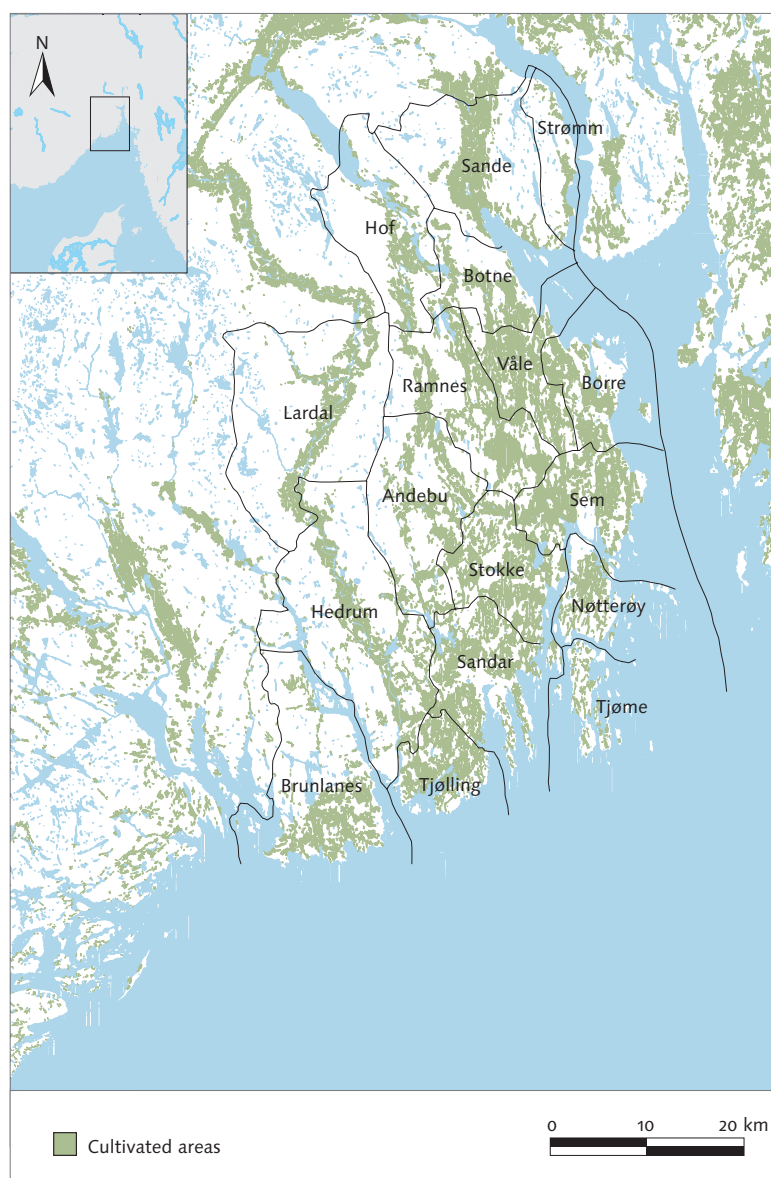 N
Strømm
Sande
Hof
Botne
Våle
Ramnes
Borre
Lardal
Andebu
Sem
Stokke
Nøtterøy
Hedrum
Sandar
Tjøme
Brunlanes
Tjølling
Cultivated areas
0 10 20 km